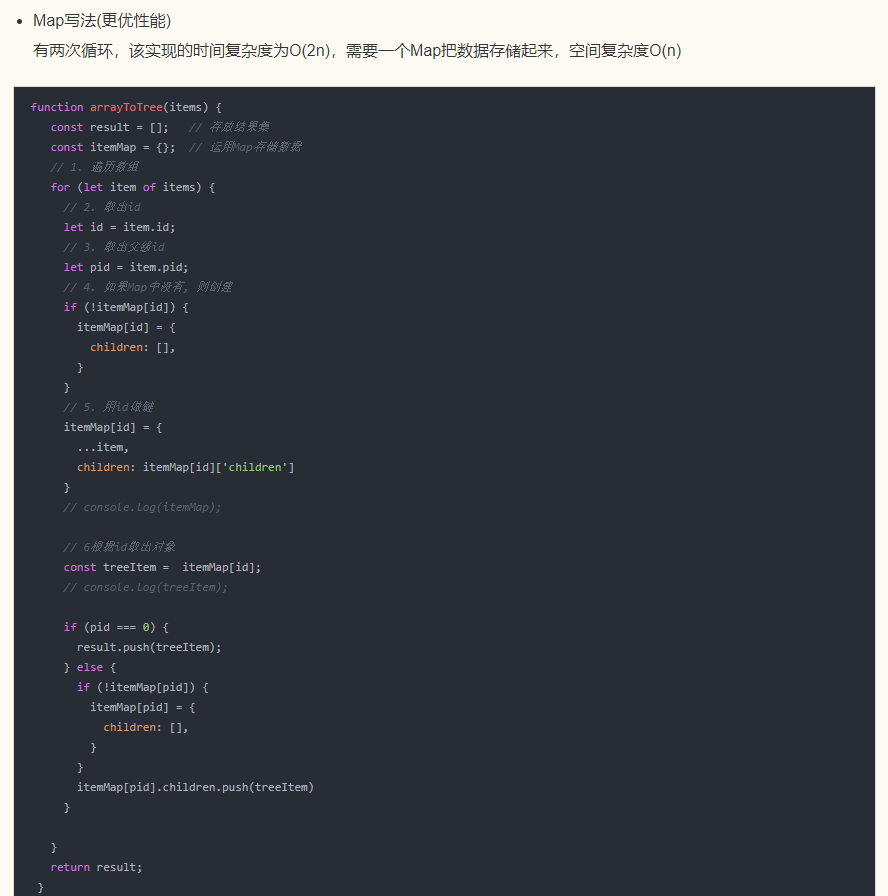 Map写法(更优性能)
有两次循环，该实现的时间复杂度为O(2n)，需要一个Map把数据存储起来，空间复杂度O(n)
function arrayToTree(items) {
const result = [];   // 存放结果集
const itemMap = {};  // 运用Map存储数据
// 1. 遍历数组
for (let item of items) {
// 2. 取出id
let id = item.id;
// 3. 取出父级id
let pid = item.pid;
// 4. 如果Map中没有, 则创建
if (!itemMap[id]) {
itemMap[id] = {
children: [],
}
}
// 5. 用id做键
itemMap[id] = {
...item,
children: itemMap[id]['children']
}
// console.log(itemMap);
// 6根据id取出对象
const treeItem =  itemMap[id];
// console.log(treeItem);
if (pid === 0) {
result.push(treeItem);
} else {
if (!itemMap[pid]) {
itemMap[pid] = {
children: [],
}
}
itemMap[pid].children.push(treeItem)
}
}
return result;
}